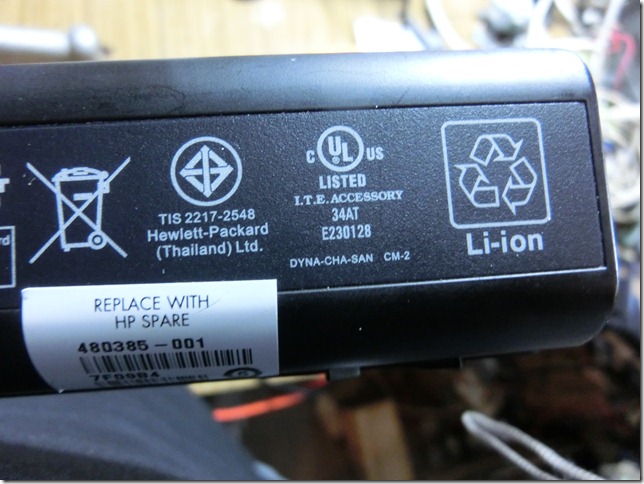 C UL US
LISTED
I.T.E. ACCESSORY
34AT
E230128
TIS 2217-2548
Hewlett-Packard
(Thailand) Ltd.
DYNA-CHA-SAN CM-2
Li-ion
REPLACE WITH
HP SPARE
480385-001